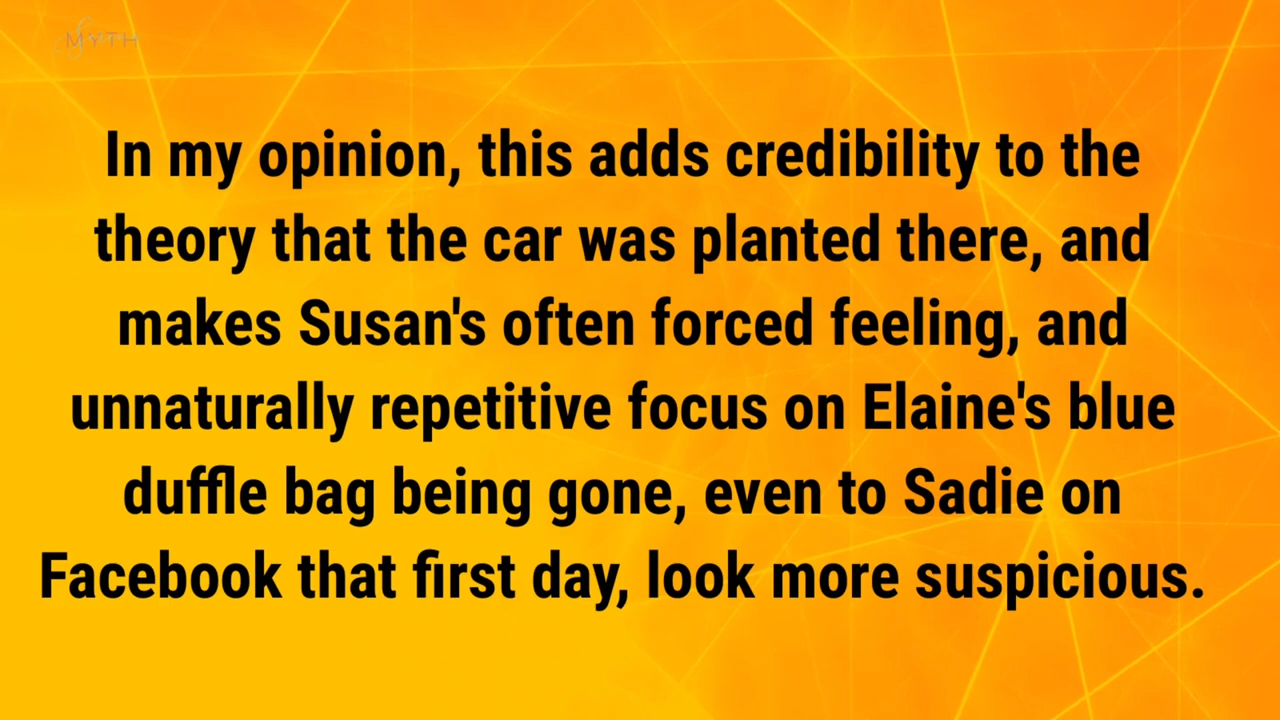 MYTH
In my opinion, this adds credibility to the
theory that the car was planted there, and
makes Susan's often forced feeling, and
unnaturally repetitive focus on Elaine's blue
duffle bag being gone, even to Sadie on
Facebook that first day, look more suspicious.